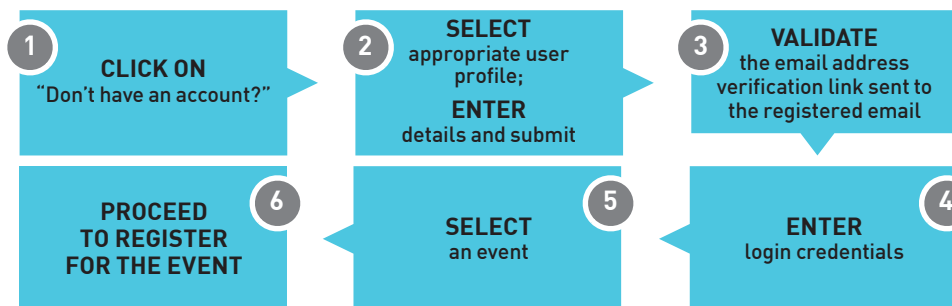 1
CLICK ON
“Don’t have an account?”
2
SELECT
appropriate user
profile;
ENTER
details and submit
3
VALIDATE
the email address
verification link sent to
the registered email
4
ENTER
login credentials
5
SELECT
an event
6
PROCEED
TO REGISTER
FOR THE EVENT